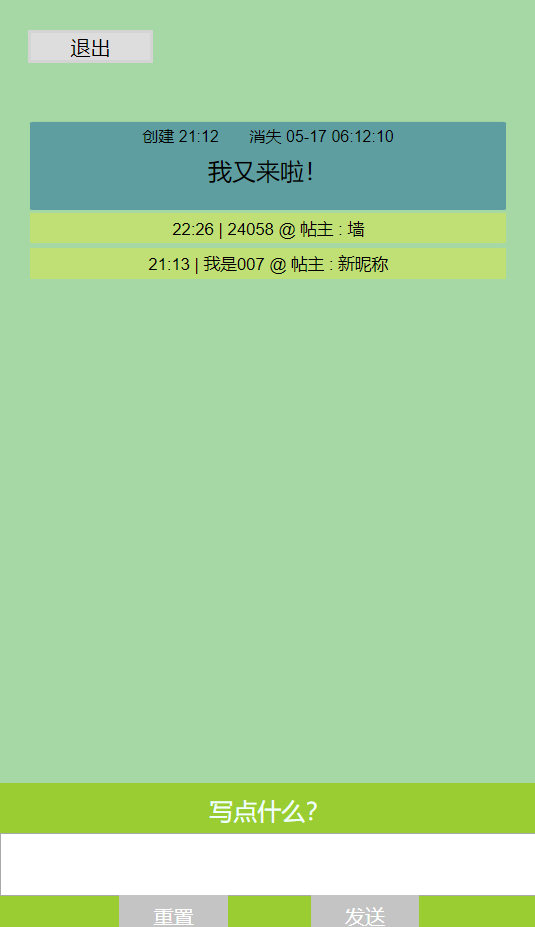 退出
创建 21:12 消失 05-17 06:12:10
我又来啦！
22:26 | 24058 @ 帖主 : 墙
21:13 | 我是007 @ 帖主 : 新昵称
写点什么？
重置 发送